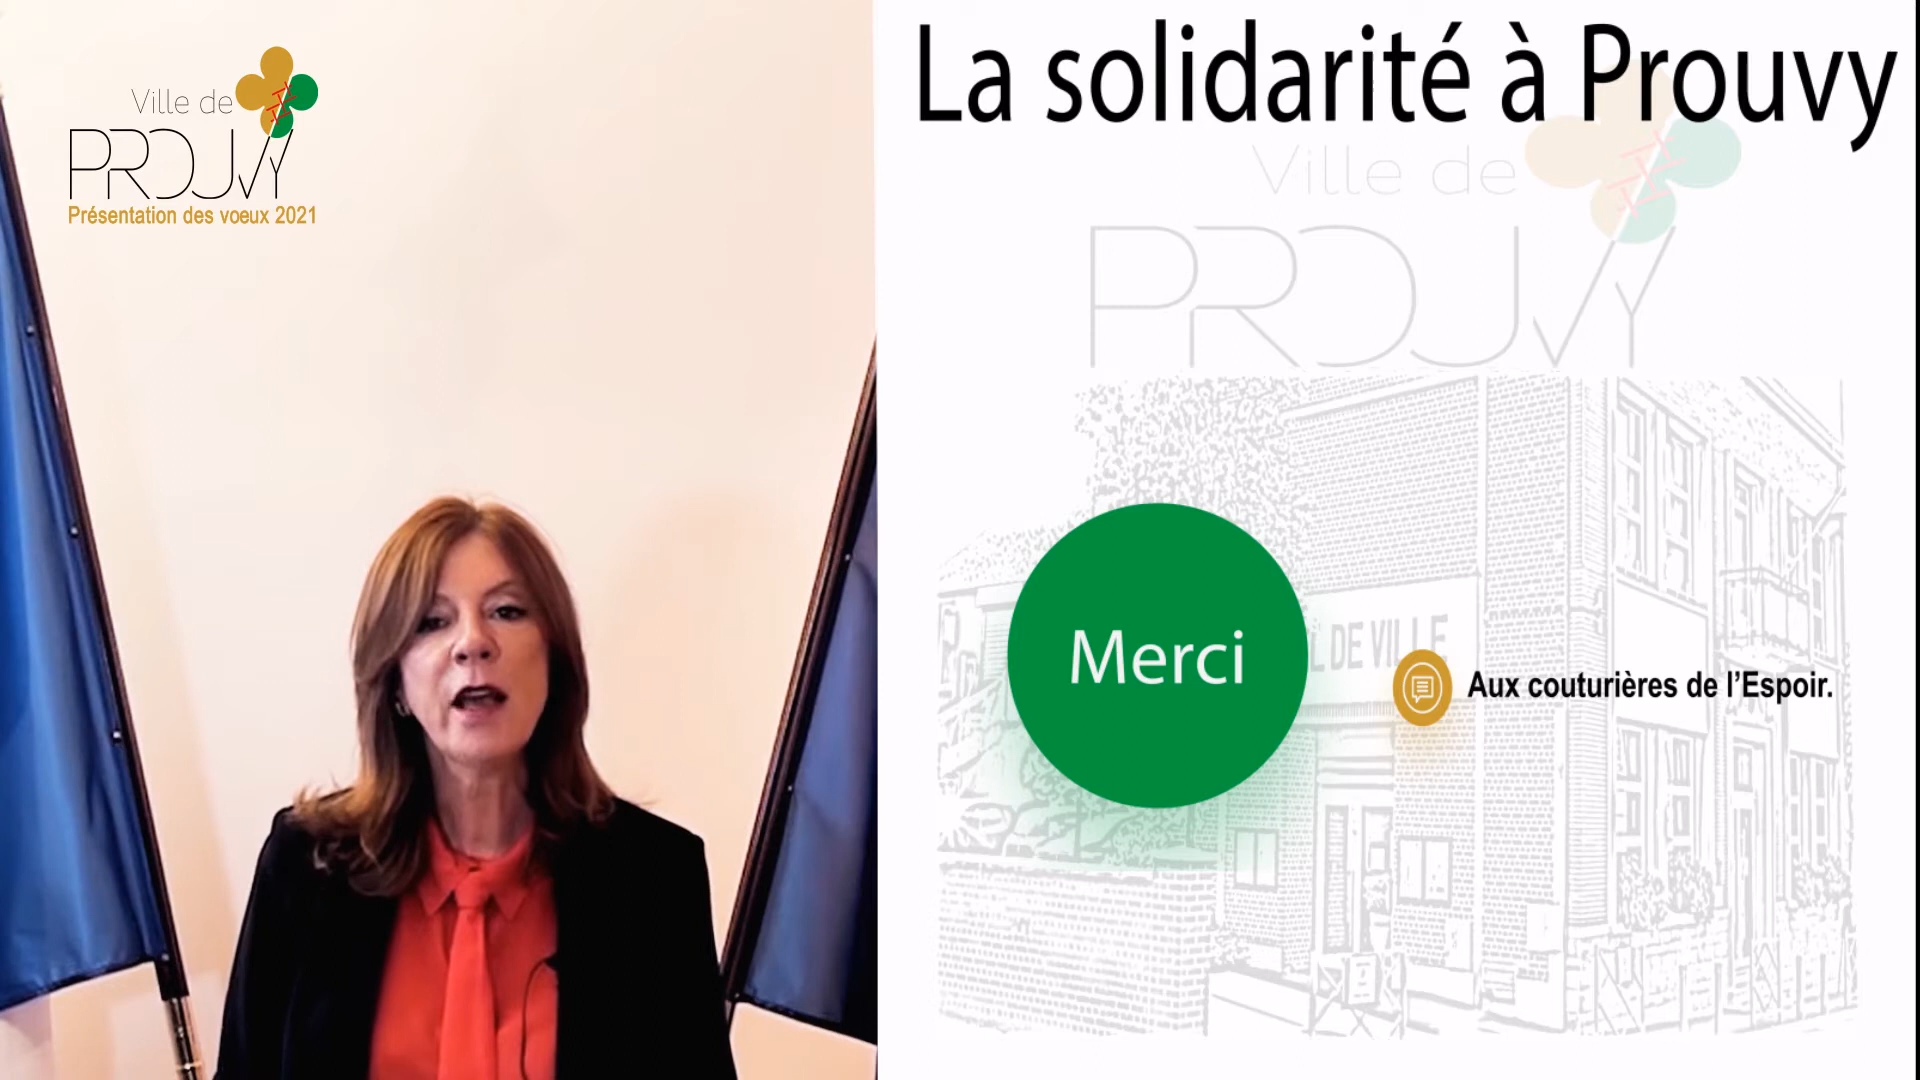 Ville de
PROUVY
Présentation des voeux 2021
La solidarité à Prouvy
Ville de
PROUVY
L DE VILLE
Merci
Aux couturières de l’Espoir.